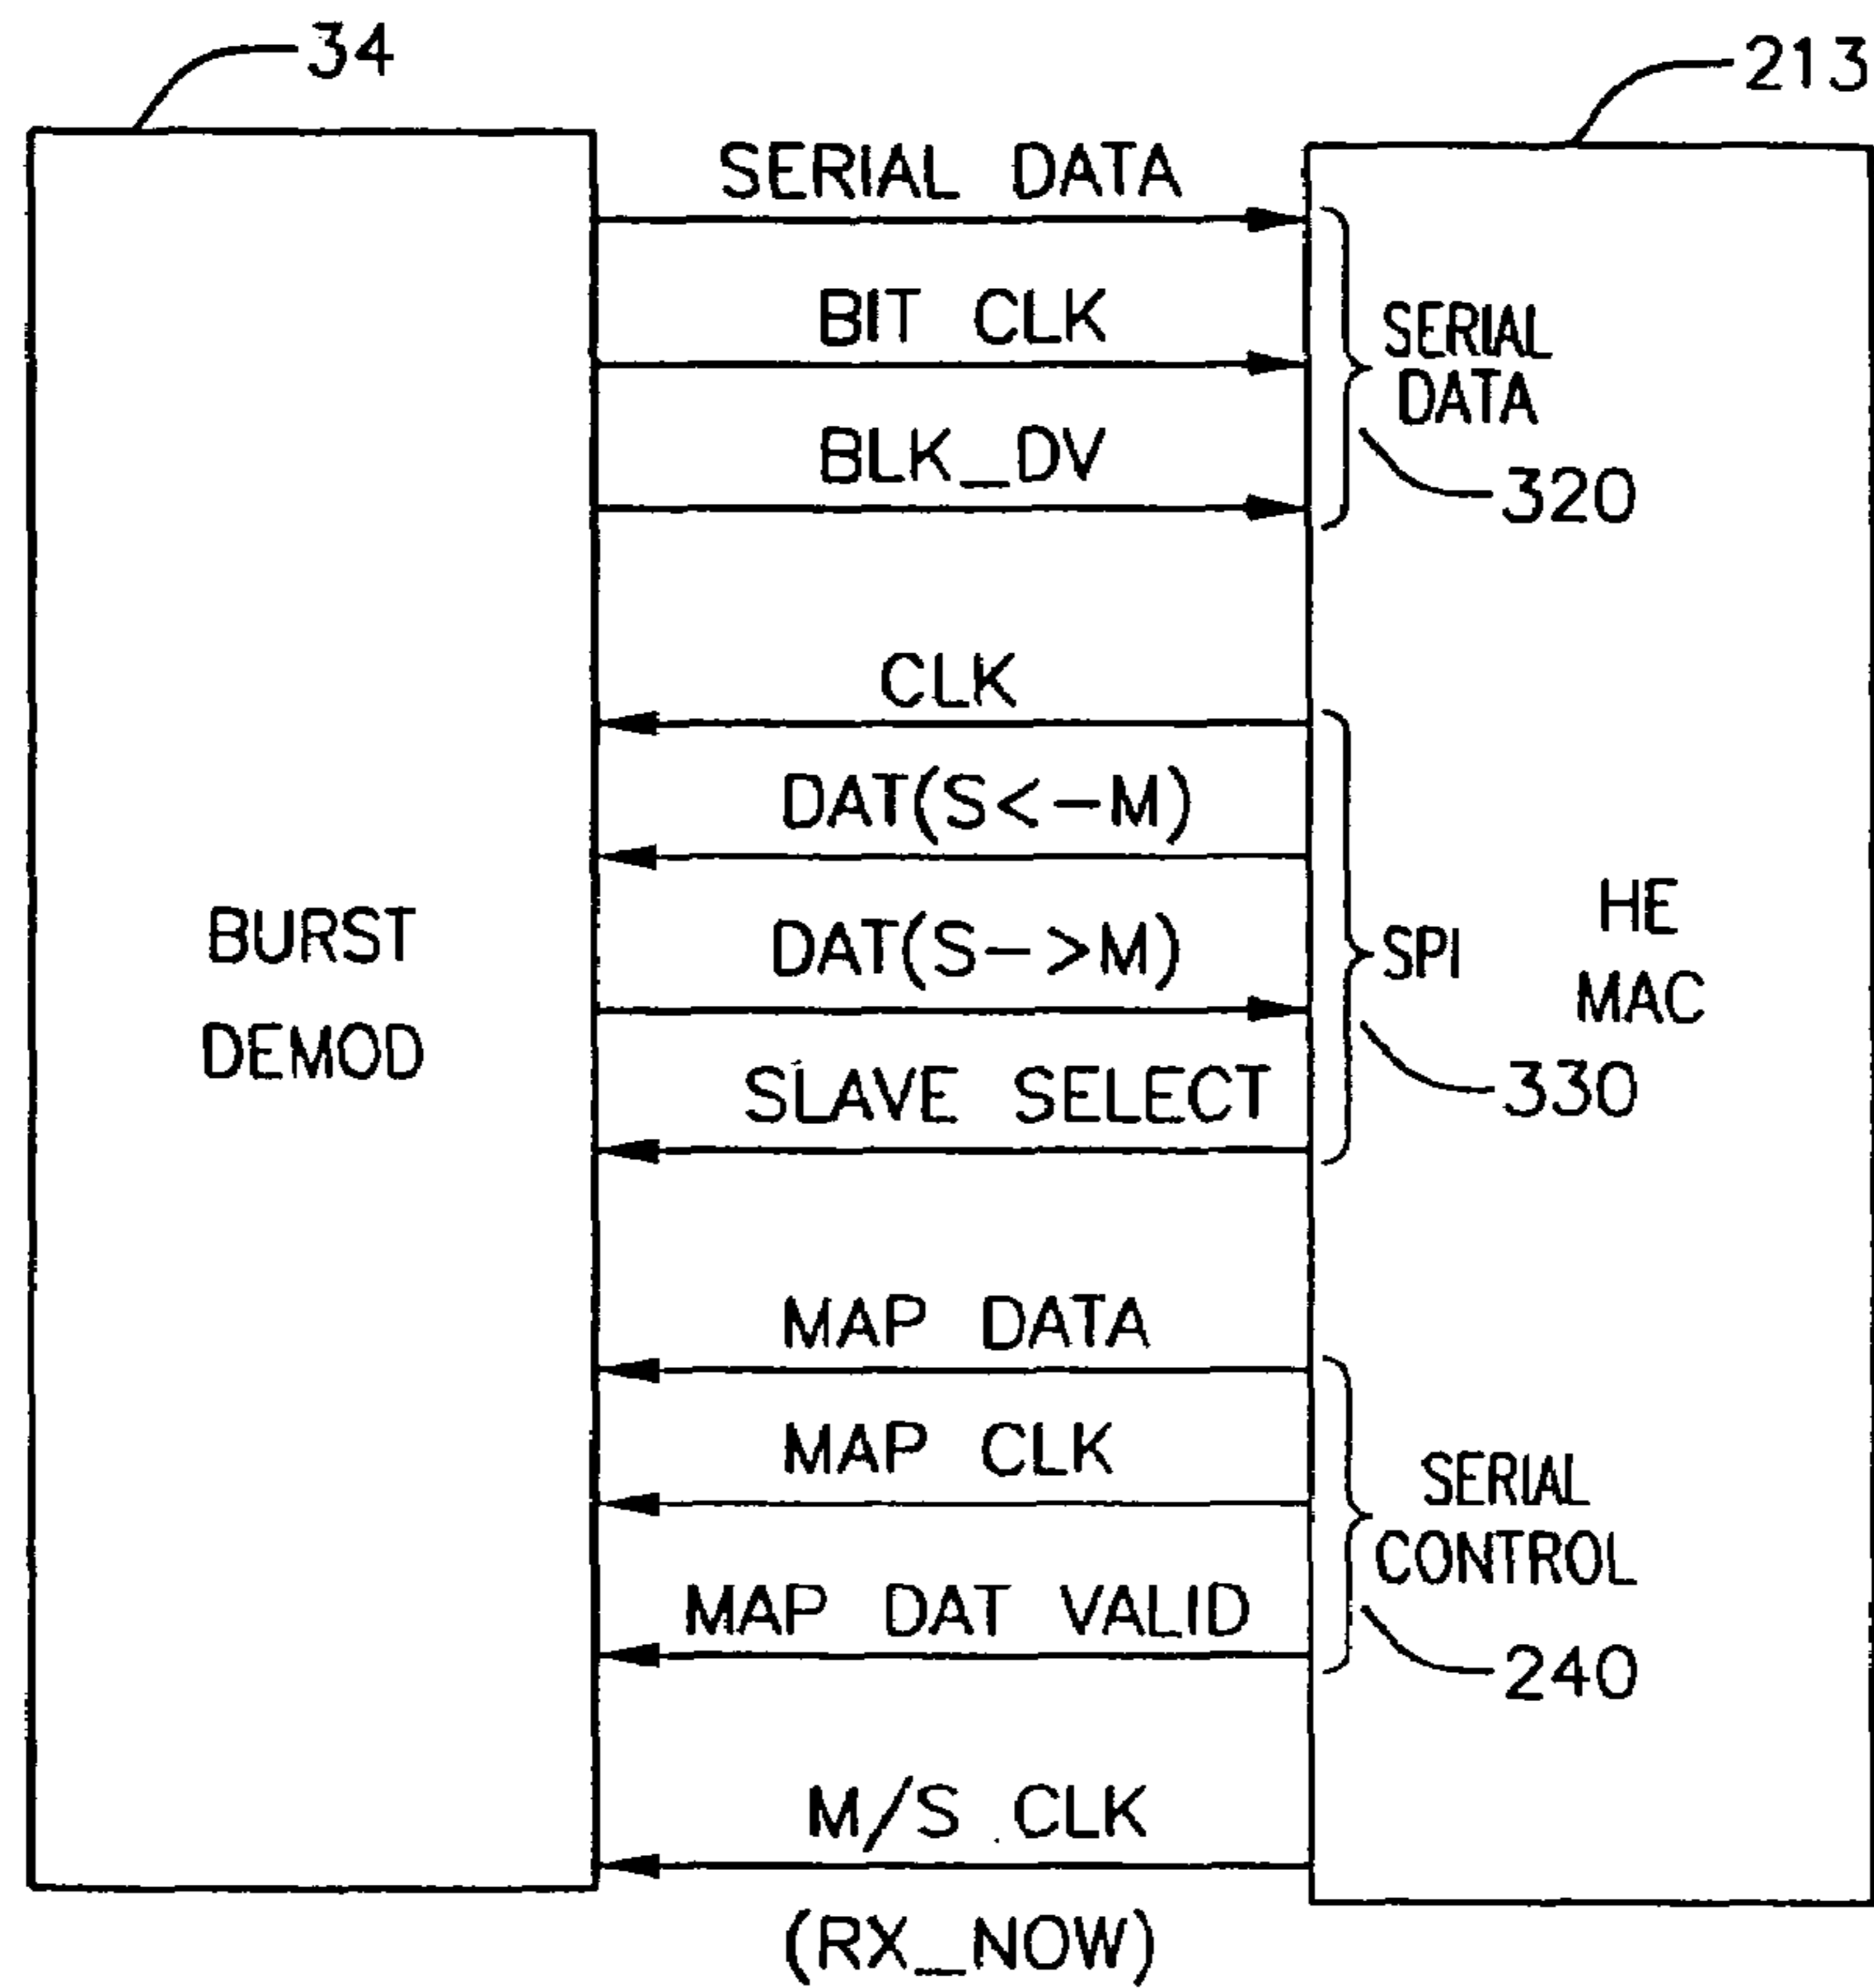 34
213
SERIAL DATA
BIT CLK
BLK_DV
SERIAL
DATA
320
CLK
DAT(S<-M)
DAT(S->M)
SLAVE SELECT
SPI
330
BURST
DEMOD
HE
MAC
MAP DATA
MAP CLK
MAP DAT VALID
SERIAL
CONTROL
240
M/S CLK
(RX_NOW)